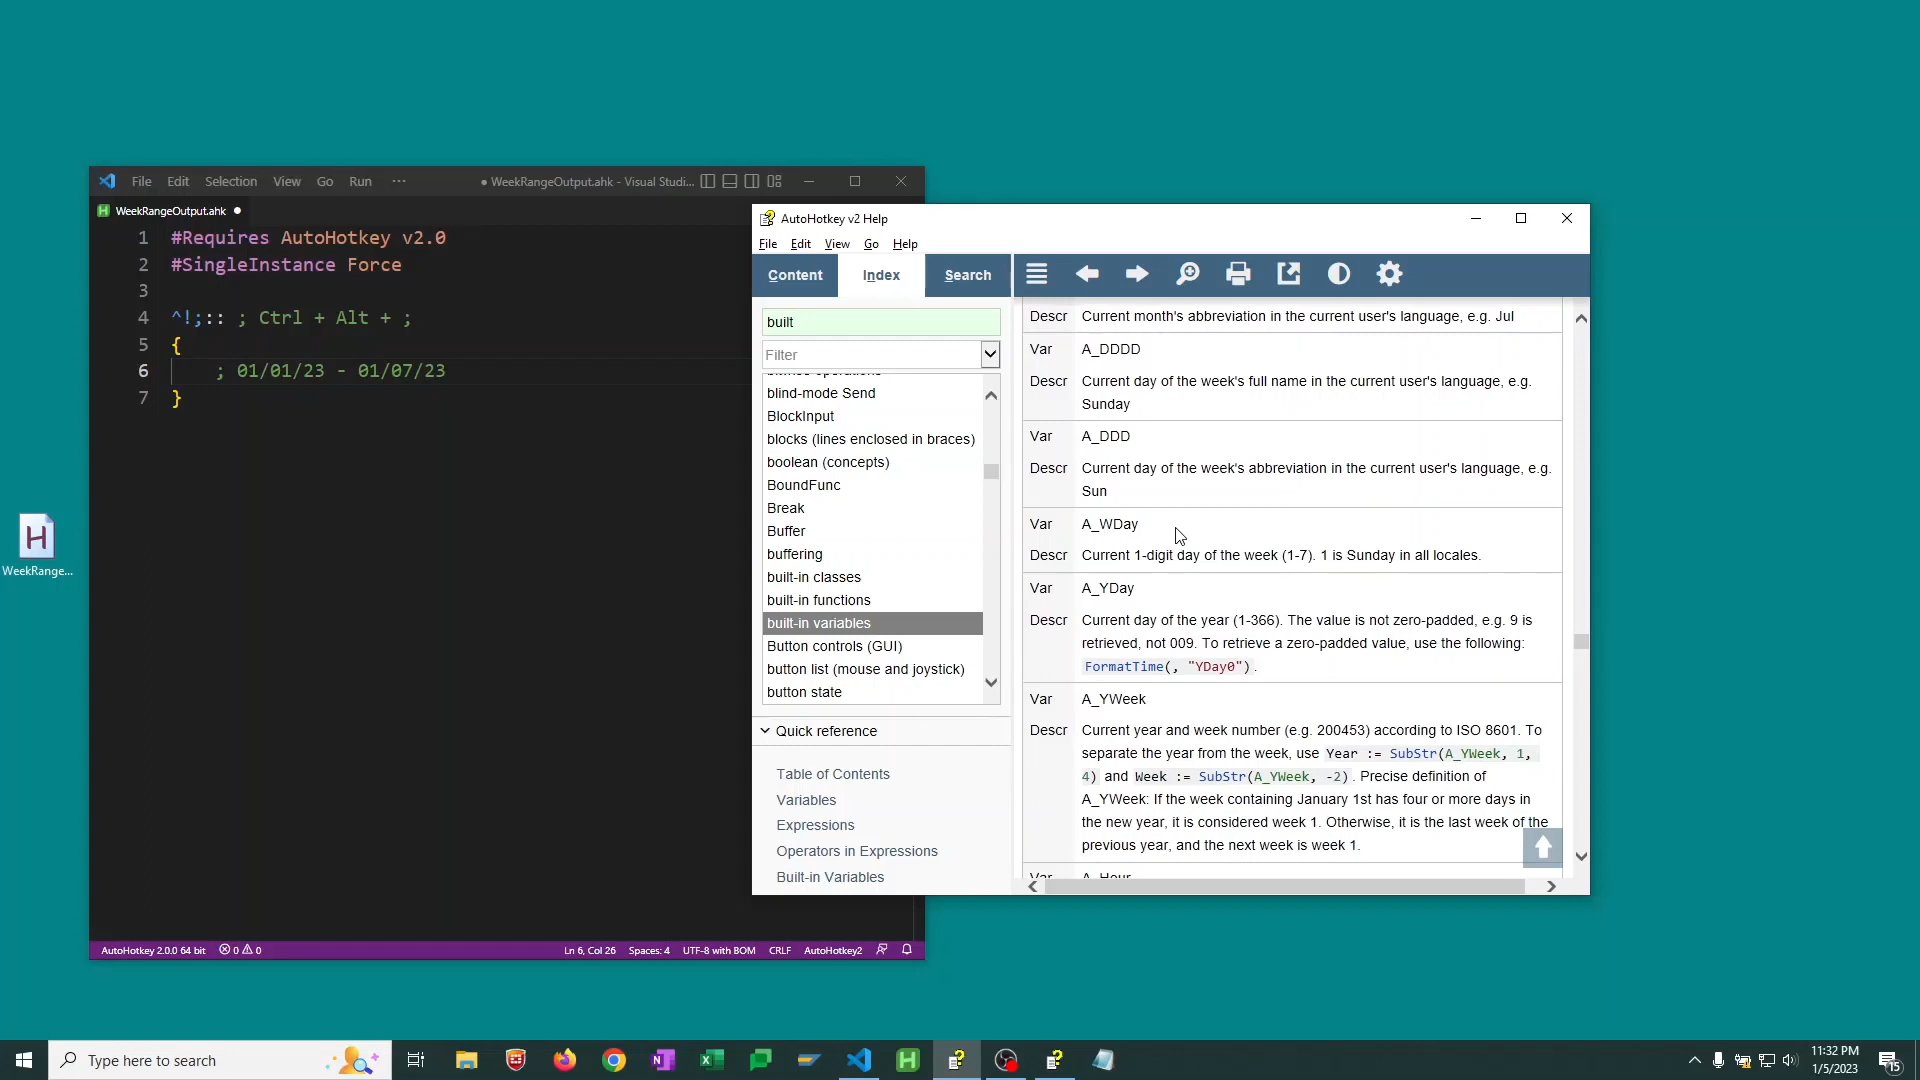 File Edit Selection View Go Run ··· ● WeekRangeOutput.ahk - Visual Studi...
WeekRangeOutput.ahk ●
1 #Requires AutoHotkey v2.0
2 #SingleInstance Force
3
4 ^!;:: ; Ctrl + Alt + ;
5 {
6 ; 01/01/23 - 01/07/23
7 }
AutoHotkey 2.0.0 64 bit 0 0 Ln 6, Col 26 Spaces: 4 UTF-8 with BOM CRLF AutoHotkey2
H
WeekRange...
AutoHotkey v2 Help
File Edit View Go Help
Content Index Search
built
Filter
blind-mode Send
BlockInput
blocks (lines enclosed in braces)
boolean (concepts)
BoundFunc
Break
Buffer
buffering
built-in classes
built-in functions
built-in variables
Button controls (GUI)
button list (mouse and joystick)
button state
Quick reference
Table of Contents
Variables
Expressions
Operators in Expressions
Built-in Variables
Descr Current month's abbreviation in the current user's language, e.g. Jul
Var A_DDDD
Descr Current day of the week's full name in the current user's language, e.g.
Sunday
Var A_DDD
Descr Current day of the week's abbreviation in the current user's language, e.g.
Sun
Var A_WDay
Descr Current 1-digit day of the week (1-7). 1 is Sunday in all locales.
Var A_YDay
Descr Current day of the year (1-366). The value is not zero-padded, e.g. 9 is
retrieved, not 009. To retrieve a zero-padded value, use the following:
FormatTime(, "YDay0").
Var A_YWeek
Descr Current year and week number (e.g. 200453) according to ISO 8601. To
separate the year from the week, use Year := SubStr(A_YWeek, 1,
4) and Week := SubStr(A_YWeek, -2). Precise definition of
A_YWeek: If the week containing January 1st has four or more days in
the new year, it is considered week 1. Otherwise, it is the last week of the
previous year, and the next week is week 1.
Var A_Hour
Type here to search
11:32 PM
1/5/2023
15